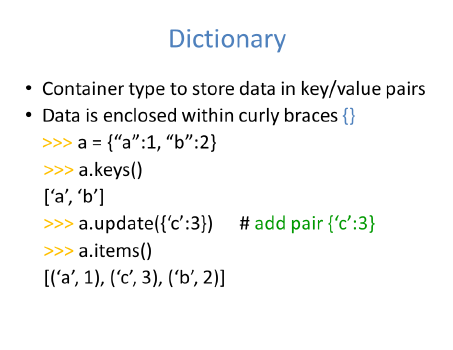 Dictionary
• Container type to store data in key/value pairs
• Data is enclosed within curly braces {}
>>> a = {“a”:1, “b”:2}
>>> a.keys()
[‘a’, ‘b’]
>>> a.update({‘c’:3}) # add pair {‘c’:3}
>>> a.items()
[(‘a’, 1), (‘c’, 3), (‘b’, 2)]